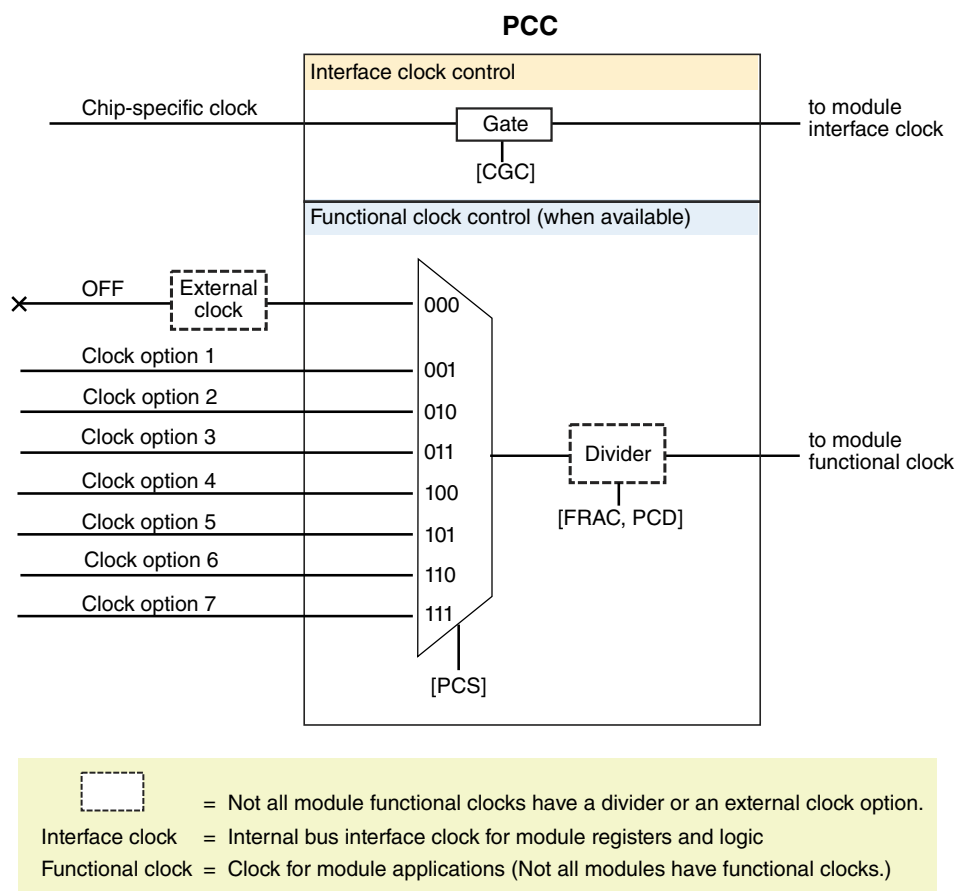 PCC
Interface clock control
Chip-specific clock
Gate
to module
interface clock
[CGC]
Functional clock control (when available)
OFF
External
clock
000
Clock option 1
001
Clock option 2
010
Clock option 3
011
Divider
to module
functional clock
Clock option 4
100
[FRAC, PCD]
Clock option 5
101
Clock option 6
110
Clock option 7
111
[PCS]
= Not all module functional clocks have a divider or an external clock option.
Interface clock = Internal bus interface clock for module registers and logic
Functional clock = Clock for module applications (Not all modules have functional clocks.)